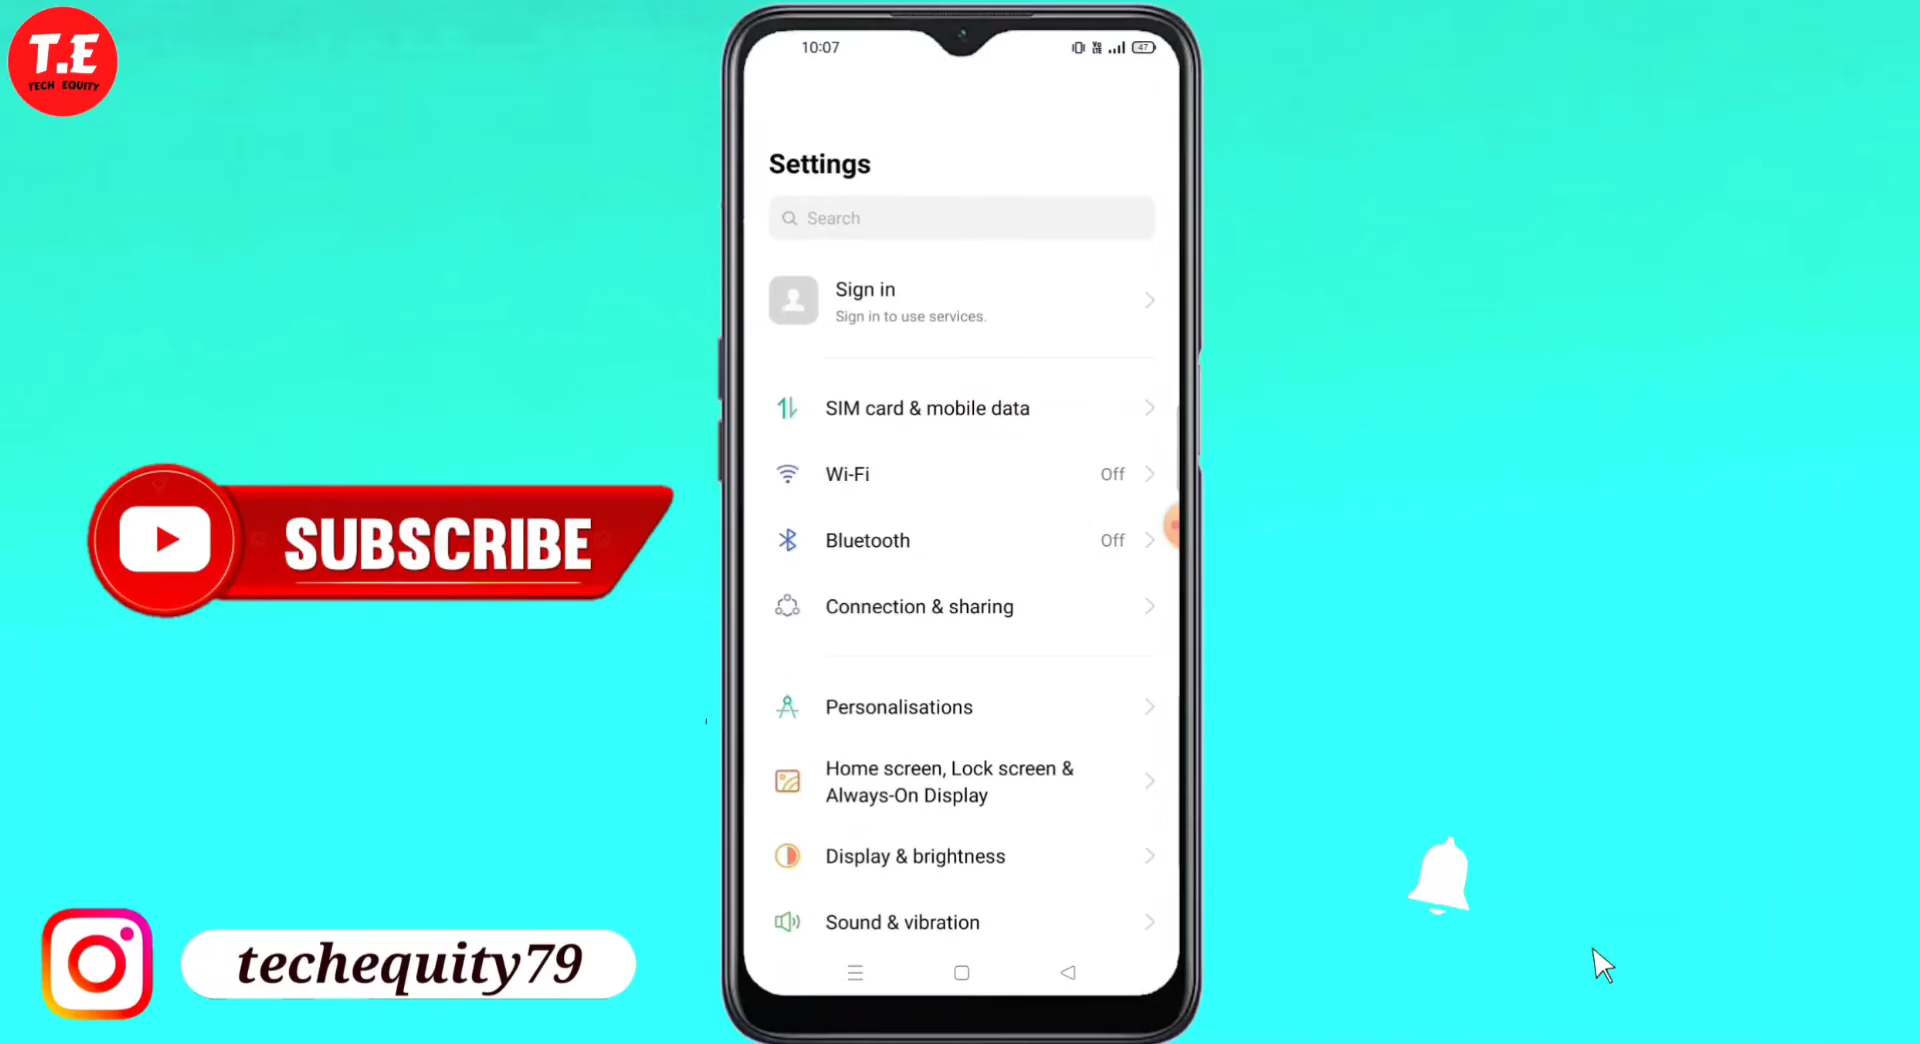 T.E
TECH EQUITY
10:07
47
Settings
Search
Sign in
Sign in to use services.
SIM card & mobile data
Wi-Fi
Off
Bluetooth
Off
Connection & sharing
Personalisations
Home screen, Lock screen &
Always-On Display
Display & brightness
Sound & vibration
SUBSCRIBE
techequity79